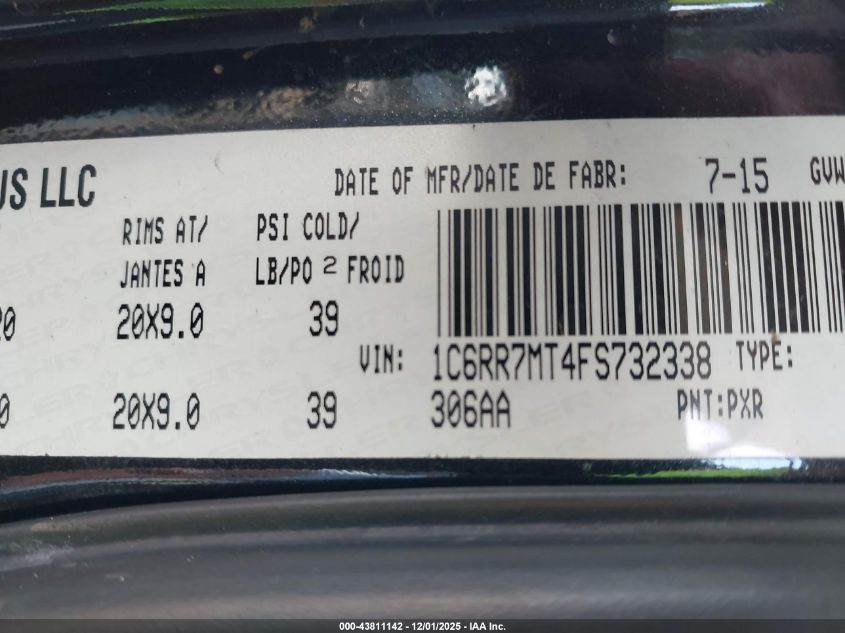 US LLC
DATE OF MFR/DATE DE FABR: 7-15 GVW
RIMS AT/ PSI COLD/
JANTES A LB/PO 2 FROID
20X9.0 39
VIN: 1C6RR7MT4FS732338 TYPE:
20X9.0 39 306AA PNT:PXR
000-43811142 - 12/01/2025 - IAA Inc.